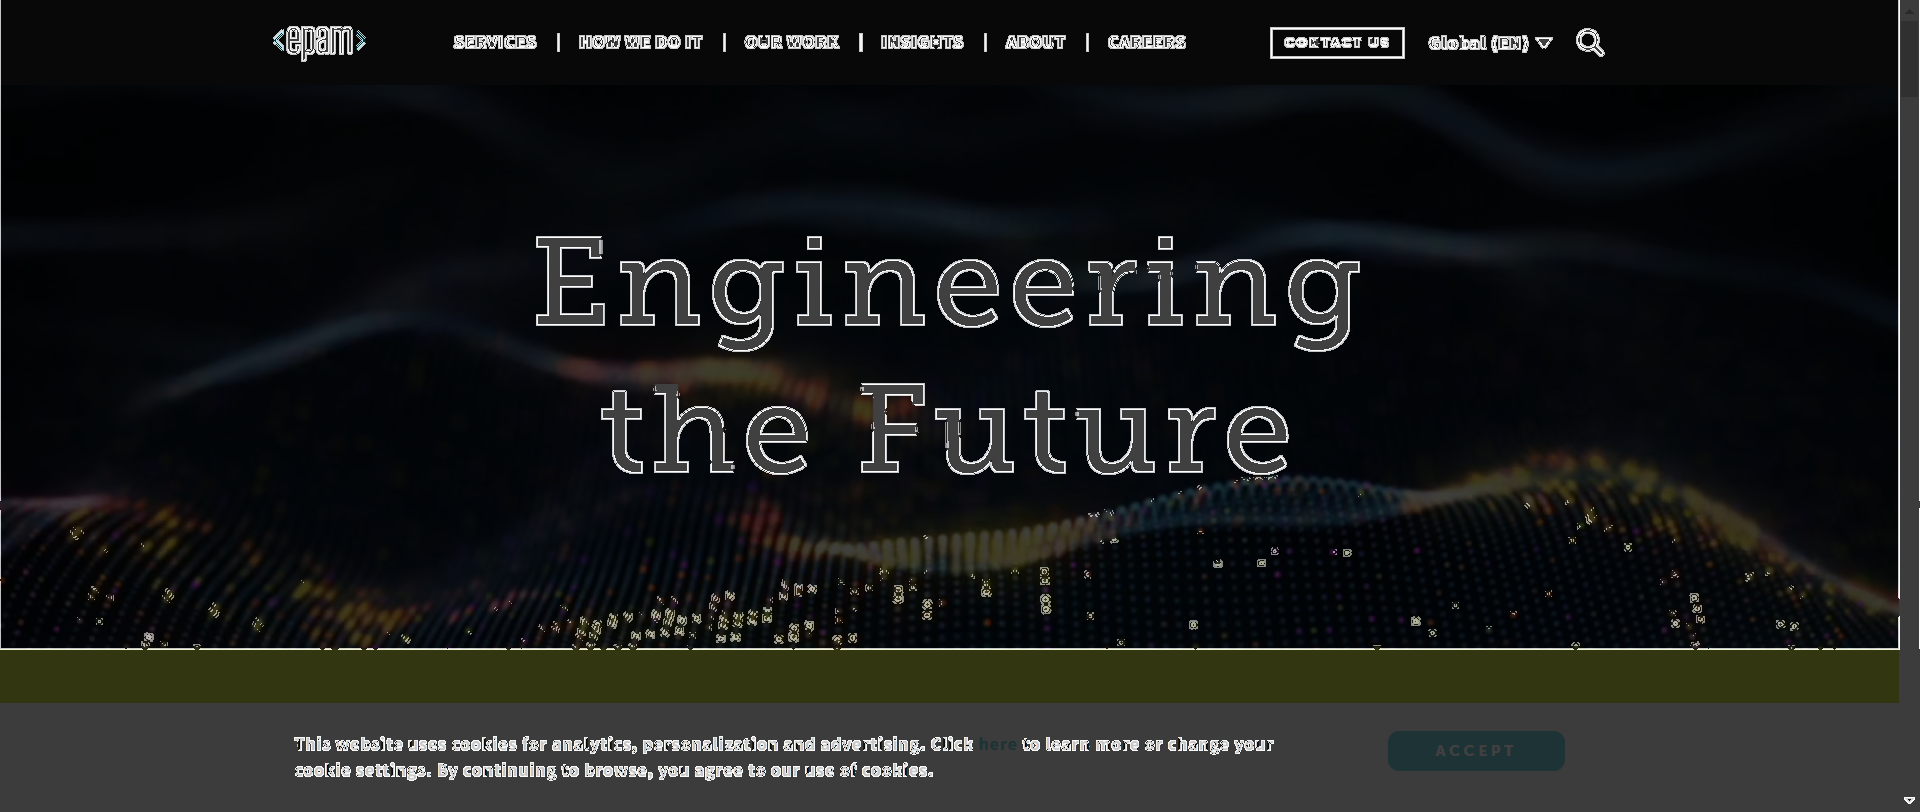 <epam>
SERVICES | HOW WE DO IT | OUR WORK | INSIGHTS | ABOUT | CAREERS
CONTACT US
Global (EN)
Engineering
the Future
This website uses cookies for analytics, personalization and advertising. Click here to learn more or change your
cookie settings. By continuing to browse, you agree to our use of cookies.
ACCEPT